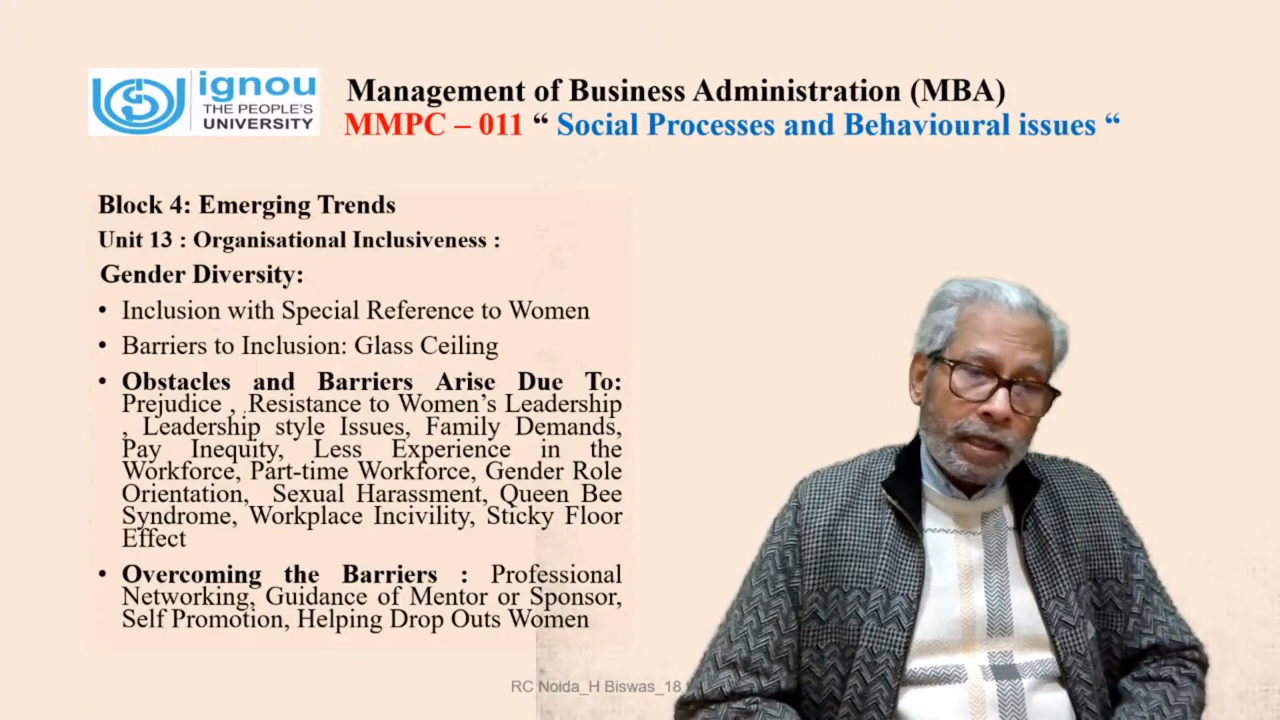 ignou
THE PEOPLE'S
UNIVERSITY
Management of Business Administration (MBA)
MMPC – 011 “ Social Processes and Behavioural issues “
Block 4: Emerging Trends
Unit 13 : Organisational Inclusiveness :
Gender Diversity:
• Inclusion with Special Reference to Women
• Barriers to Inclusion: Glass Ceiling
• Obstacles and Barriers Arise Due To:
Prejudice , Resistance to Women’s Leadership
, Leadership style Issues, Family Demands,
Pay Inequity, Less Experience in the
Workforce, Part-time Workforce, Gender Role
Orientation, Sexual Harassment, Queen Bee
Syndrome, Workplace Incivility, Sticky Floor
Effect
• Overcoming the Barriers : Professional
Networking, Guidance of Mentor or Sponsor,
Self Promotion, Helping Drop Outs Women
RC Noida_H Biswas_18